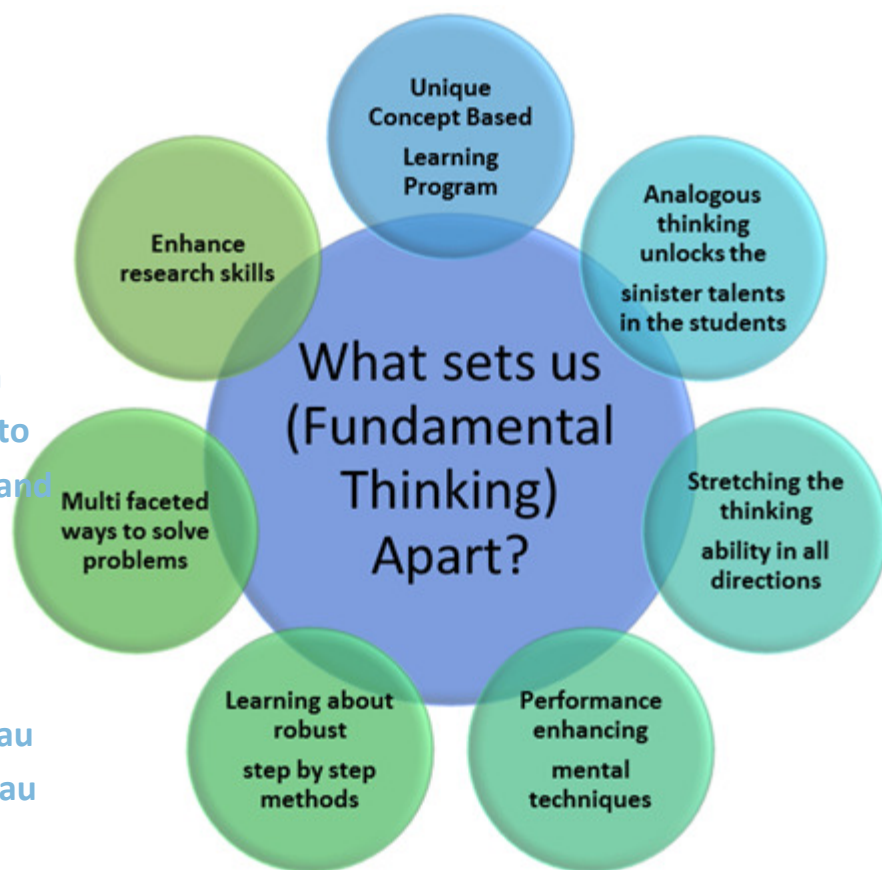 Unique
Concept Based
Learning
Program
Analogous
thinking
unlocks the
sinister talents
in the students
Stretching the
thinking
ability in all
directions
Performance
enhancing
mental
techniques
Learning about
robust
step by step
methods
Multi faceted
ways to solve
problems
Enhance
research skills
What sets us
(Fundamental
Thinking)
Apart?
to
and
au
au